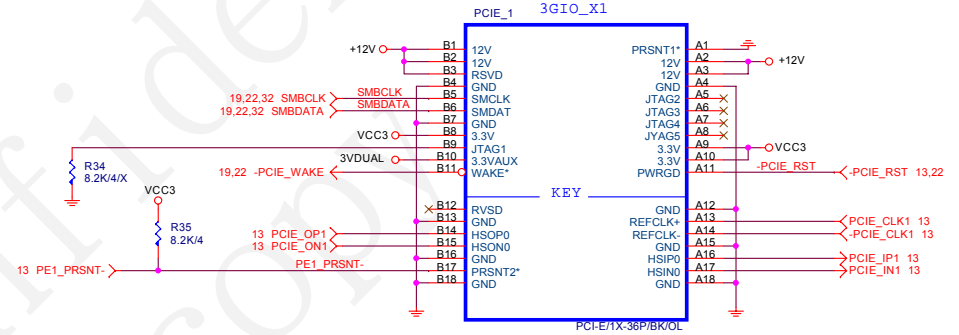 3GIO_X1
PCIE_1
+12V B1 12V PRSNT1* A1
B2 12V 12V A2 +12V
B3 RSVD 12V A3
B4 GND GND A4
19,22,32 SMBCLK SMBCLK B5 SMCLK JTAG2 A5
19,22,32 SMBDATA SMBDATA B6 SMDAT JTAG3 A6
B7 GND JTAG4 A7
VCC3 B8 3.3V JYAG5 A8
B9 JTAG1 3.3V A9 VCC3
3VDUAL B10 3.3VAUX 3.3V A10
19,22 -PCIE_WAKE B11 WAKE* PWRGD A11 -PCIE_RST -PCIE_RST 13,22
R34
8.2K/4/X
KEY
VCC3
B12 RVSD GND A12
B13 GND REFCLK+ A13 PCIE_CLK1 13
R35
8.2K/4
13 PCIE_OP1 B14 HSOP0 REFCLK- A14 -PCIE_CLK1 13
13 PCIE_ON1 B15 HSON0 GND A15
B16 GND HSIP0 A16 PCIE_IP1 13
13 PE1_PRSNT- PE1_PRSNT- B17 PRSNT2* HSIN0 A17 PCIE_IN1 13
B18 GND GND A18
PCI-E/1X-36P/BK/OL